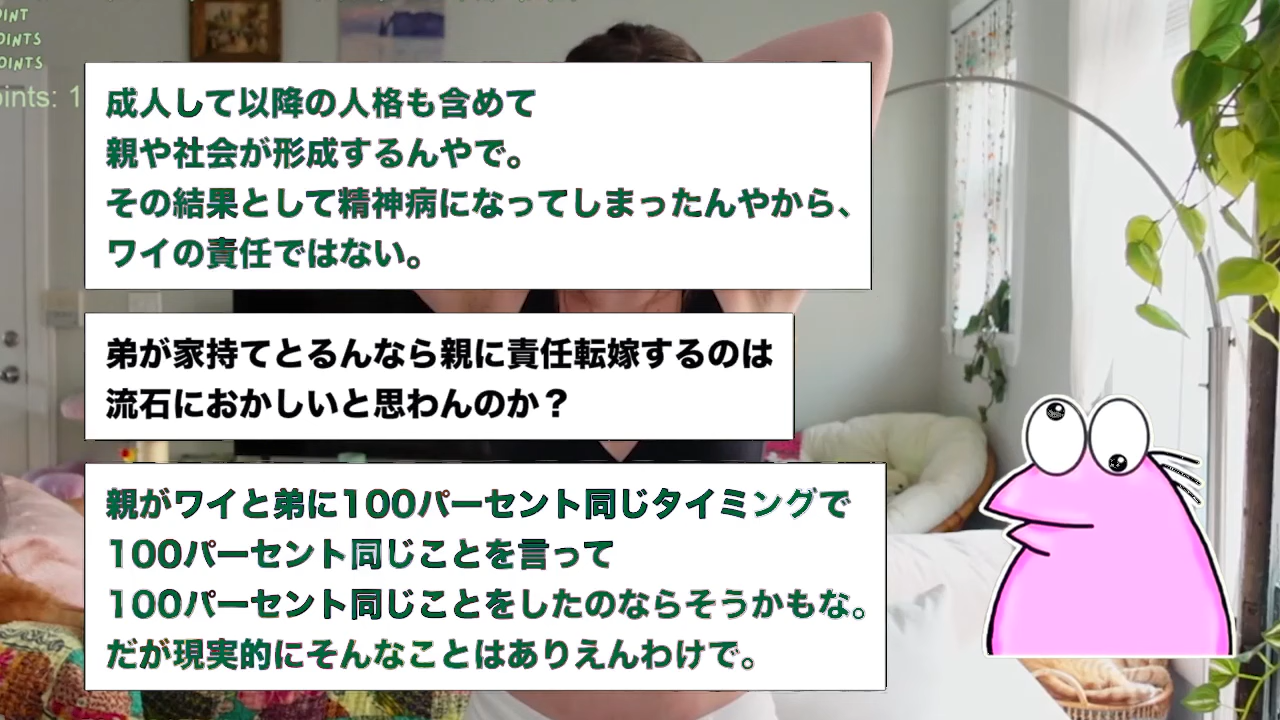 OINT
OINTS
OINTS
oints: 1
成人して以降の人格も含めて
親や社会が形成するんやで。
その結果として精神病になってしまったんやから、
ワイの責任ではない。
弟が家持てとるんなら親に責任転嫁するのは
流石におかしいと思わんのか？
親がワイと弟に100パーセント同じタイミングで
100パーセント同じことを言って
100パーセント同じことをしたのならそうかもな。
だが現実的にそんなことはありえんわけで。